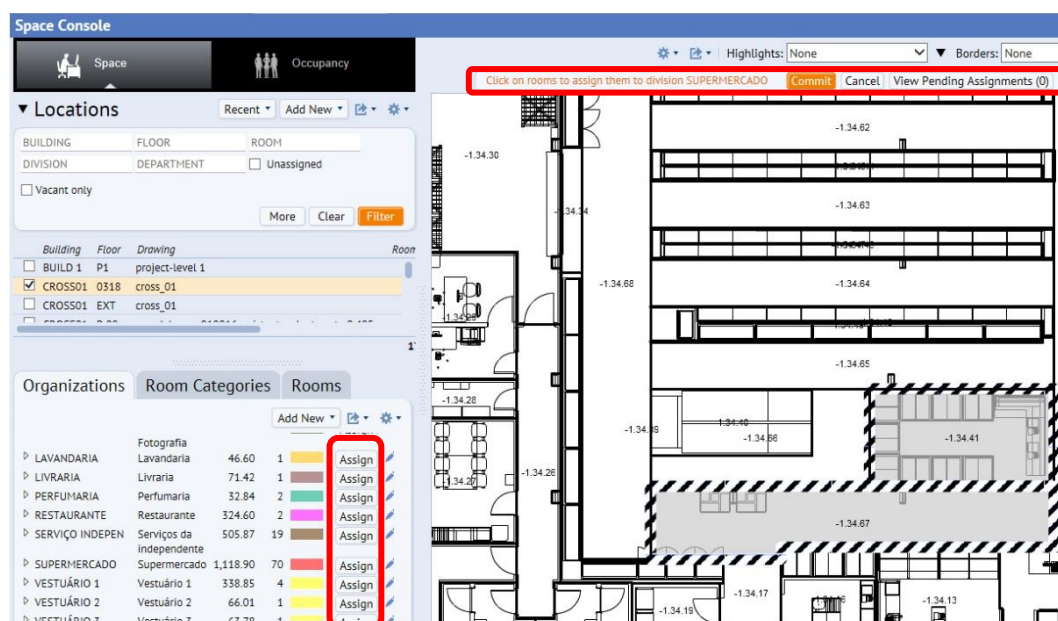 Space Console
Space
Occupancy
Highlights: None
Borders: None
Click on rooms to assign them to division SUPERMERCADO Commit Cancel View Pending Assignments (0)
Locations Recent Add New
BUILDING FLOOR ROOM
DIVISION DEPARTMENT Unassigned
Vacant only
More Clear Filter
Building Floor Drawing Room
BUILD 1 P1 project-level 1
CROSS01 0318 cross_01
CROSS01 EXT cross_01
Organizations Room Categories Rooms
Add New
Fotografia
LAVANDARIA Lavandaria 46.60 1 Assign
LIVRARIA Livraria 71.42 1 Assign
PERFUMARIA Perfumaria 32.84 2 Assign
RESTAURANTE Restaurante 324.60 2 Assign
SERVIÇO INDEPEN Serviços da 505.87 19 Assign
independente
SUPERMERCADO Supermercado 1,118.90 70 Assign
VESTUÁRIO 1 Vestuário 1 338.85 4 Assign
VESTUÁRIO 2 Vestuário 2 66.01 1 Assign
-1.34.62
-1.34.30
-1.34.63
-1.34.34
-1.34.68
-1.34.64
-1.34.65
-1.34.28
-1.34.66
-1.34.41
-1.34.27
-1.34.26
-1.34.67
-1.34.17
-1.34.13
-1.34.19